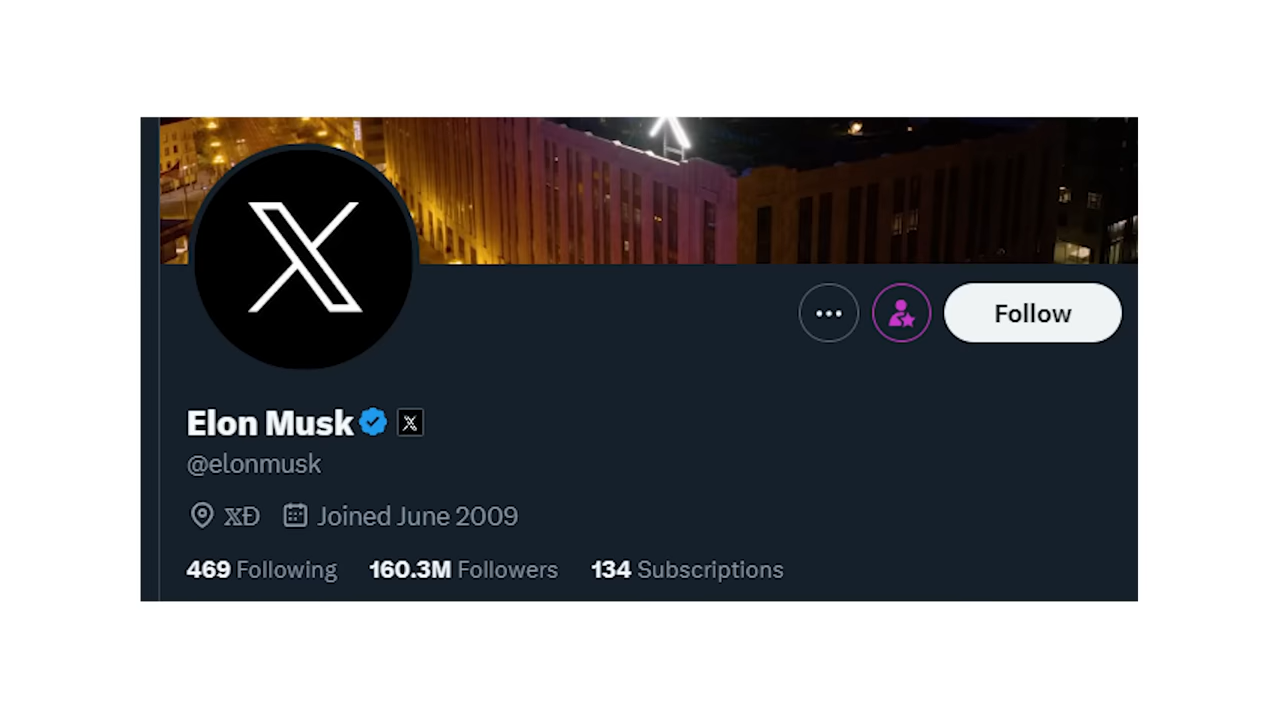 Follow
Elon Musk
@elonmusk
𝕏Ð Joined June 2009
469 Following 160.3M Followers 134 Subscriptions